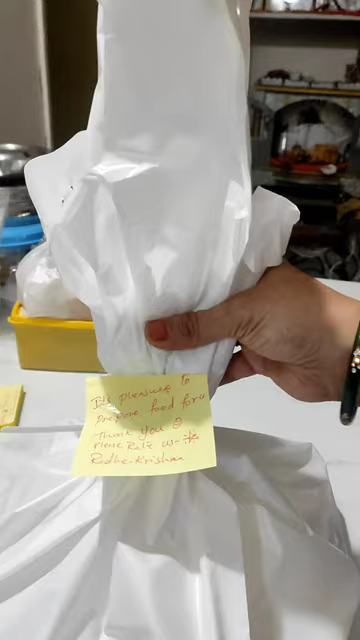 It's pleasure to
prepare food for u
Thank You ☺
Please Rate us -
Radhe-Krishna